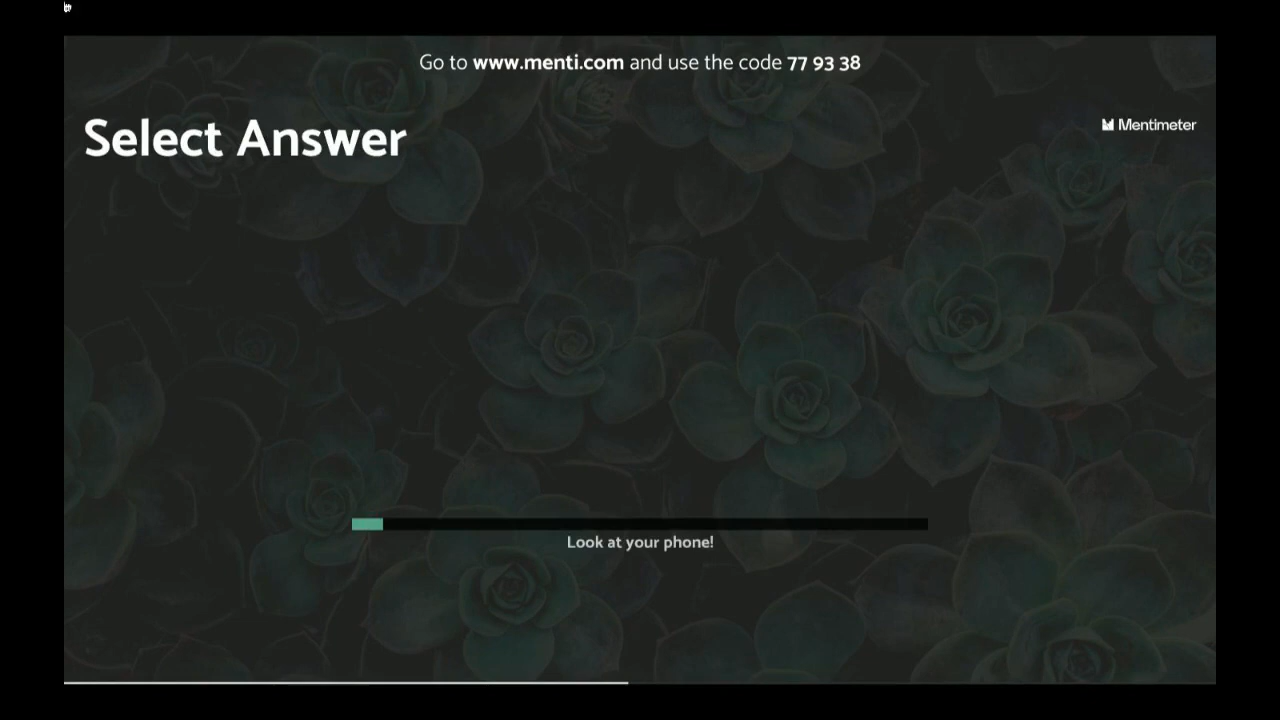 Go to www.menti.com and use the code 77 93 38
Select Answer
Mentimeter
Look at your phone!